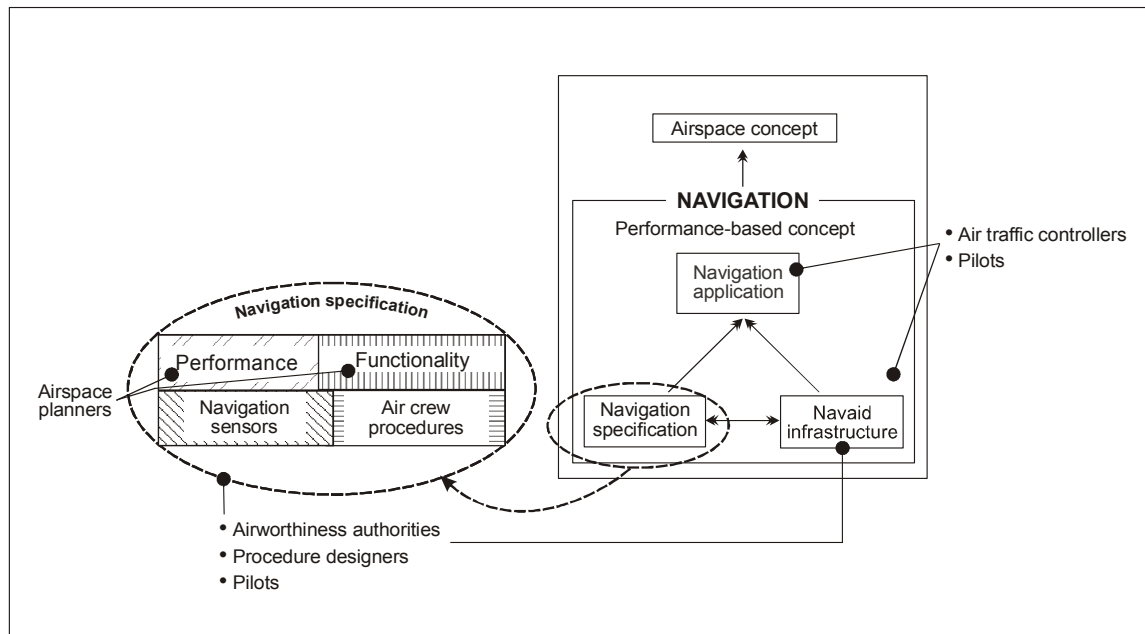 Airspace concept
NAVIGATION
Performance-based concept
Navigation
application
• Air traffic controllers
• Pilots
Navigation specification
Performance
Functionality
Airspace
planners
Navigation
sensors
Air crew
procedures
Navigation
specification
Navaid
infrastructure
• Airworthiness authorities
• Procedure designers
• Pilots